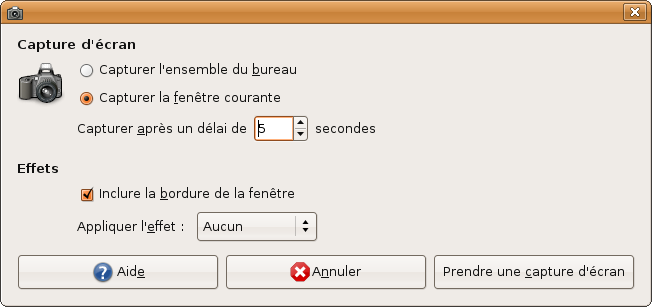 Capture d'écran
Capturer l'ensemble du bureau
Capturer la fenêtre courante
Capturer après un délai de 5 secondes
Effets
Inclure la bordure de la fenêtre
Appliquer l'effet : Aucun
Aide Annuler Prendre une capture d'écran